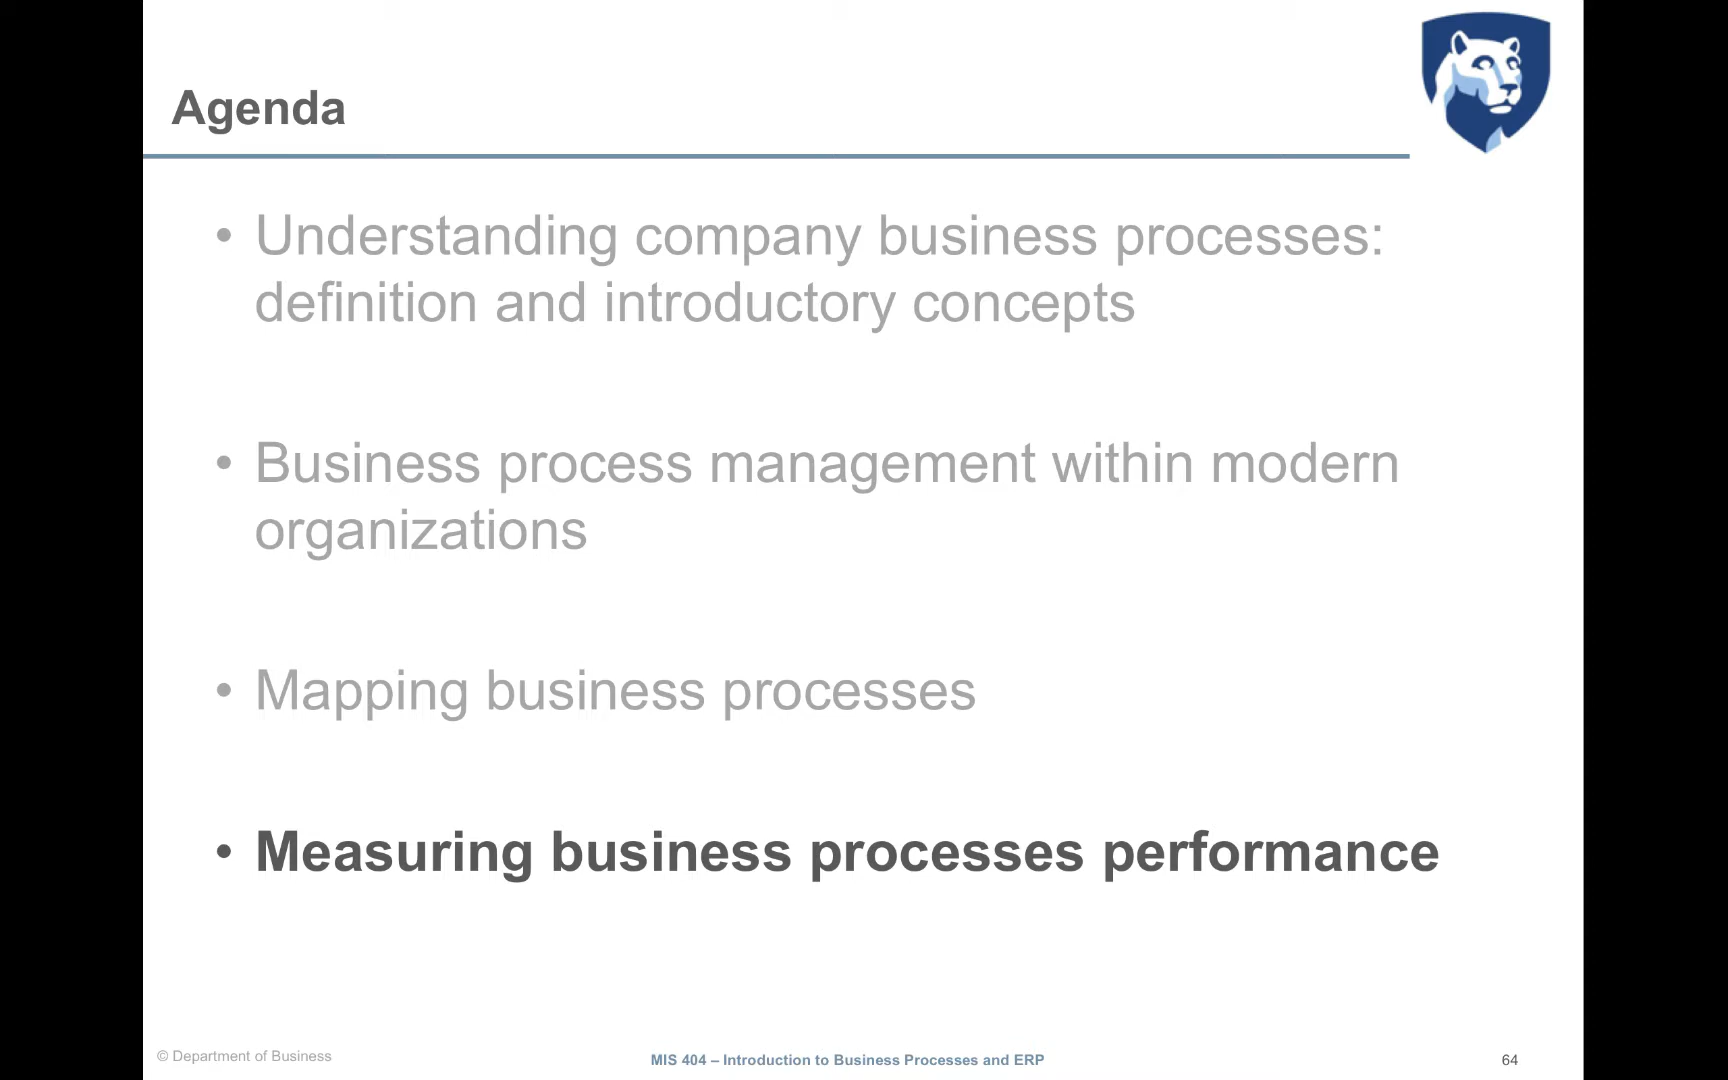 Agenda
• Understanding company business processes:
definition and introductory concepts
• Business process management within modern
organizations
• Mapping business processes
• Measuring business processes performance
© Department of Business
MIS 404 – Introduction to Business Processes and ERP
64